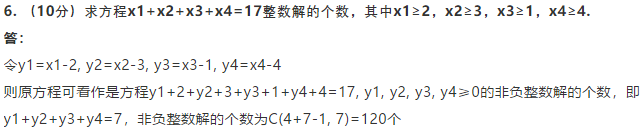 6. （10分）求方程x1+x2+x3+x4=17整数解的个数，其中x1≥2，x2≥3，x3≥1，x4≥4.
答：
令y1=x1-2, y2=x2-3, y3=x3-1, y4=x4-4
则原方程可看作是方程y1+2+y2+3+y3+1+y4+4=17, y1, y2, y3, y4≥0的非负整数解的个数，即
y1+y2+y3+y4=7，非负整数解的个数为C(4+7-1, 7)=120个